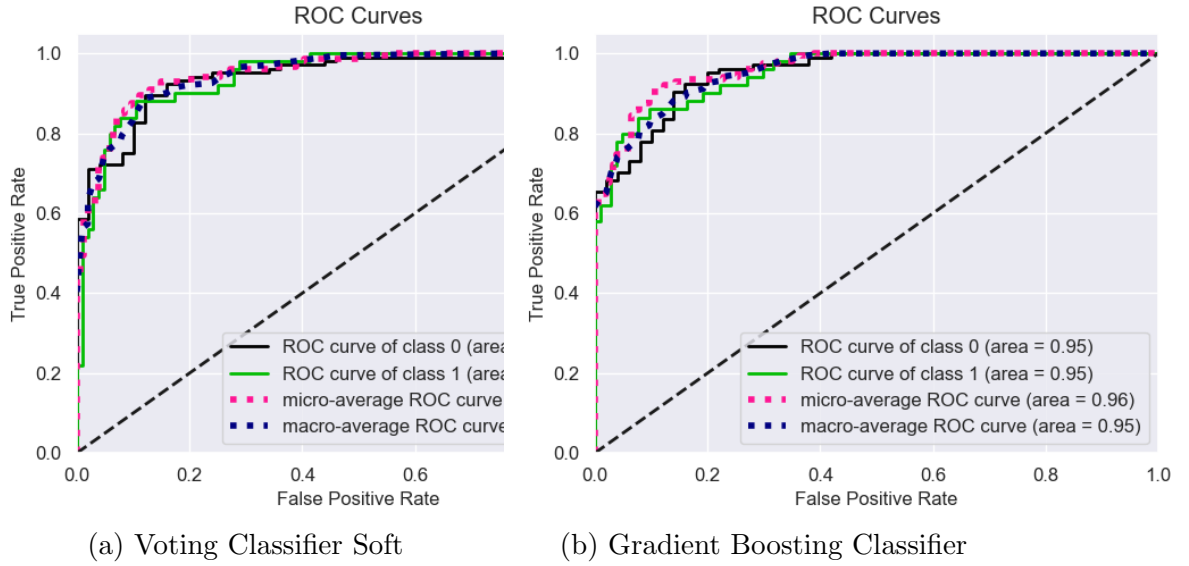 ROC Curves
1.0
0.8
0.6
0.4
0.2
0.0
True Positive Rate
ROC curve of class 0 (area
ROC curve of class 1 (area
micro-average ROC curve
macro-average ROC curve
0.0 0.2 0.4 0.6
False Positive Rate
(a) Voting Classifier Soft
ROC Curves
1.0
0.8
0.6
0.4
0.2
0.0
True Positive Rate
ROC curve of class 0 (area = 0.95)
ROC curve of class 1 (area = 0.95)
micro-average ROC curve (area = 0.96)
macro-average ROC curve (area = 0.95)
0.0 0.2 0.4 0.6 0.8 1.0
False Positive Rate
(b) Gradient Boosting Classifier